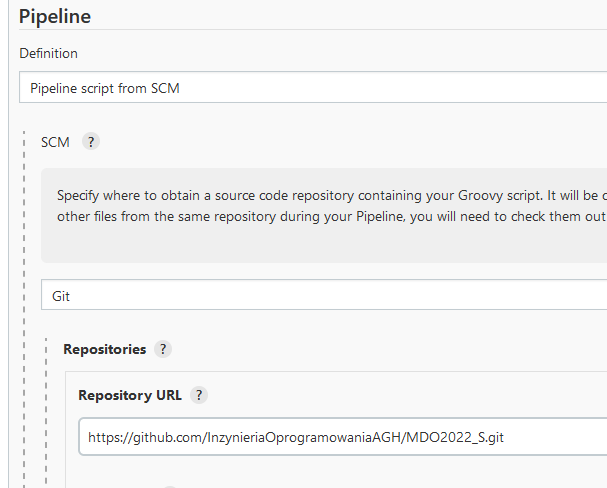 Pipeline
Definition
Pipeline script from SCM
SCM ?
Specify where to obtain a source code repository containing your Groovy script. It will be
other files from the same repository during your Pipeline, you will need to check them out
Git
Repositories ?
Repository URL ?
https://github.com/InzynieriaOprogramowaniaAGH/MDO2022_S.git